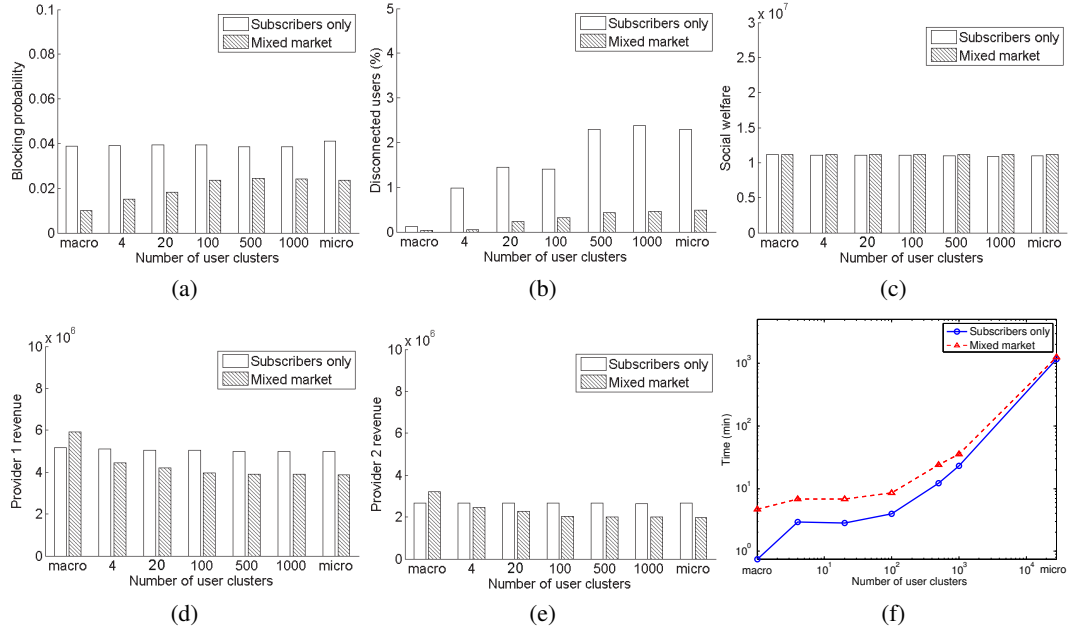 0.1
0.08
0.06
0.04
0.02
0
Blocking probability
Subscribers only
Mixed market
macro 4 20 100 500 1000 micro
Number of user clusters
(a)
5
4
3
2
1
0
Disconnected users (%)
Subscribers only
Mixed market
macro 4 20 100 500 1000 micro
Number of user clusters
(b)
x 10^7
3
2.5
2
1.5
1
0.5
0
Social welfare
Subscribers only
Mixed market
macro 4 20 100 500 1000 micro
Number of user clusters
(c)
x 10^6
10
8
6
4
2
0
Provider 1 revenue
Subscribers only
Mixed market
macro 4 20 100 500 1000 micro
Number of user clusters
(d)
x 10^6
10
8
6
4
2
0
Provider 2 revenue
Subscribers only
Mixed market
macro 4 20 100 500 1000 micro
Number of user clusters
(e)
10^3
10^2
10^1
10^0
Time (min)
Subscribers only
Mixed market
macro 10^1 10^2 10^3 10^4 micro
Number of user clusters
(f)